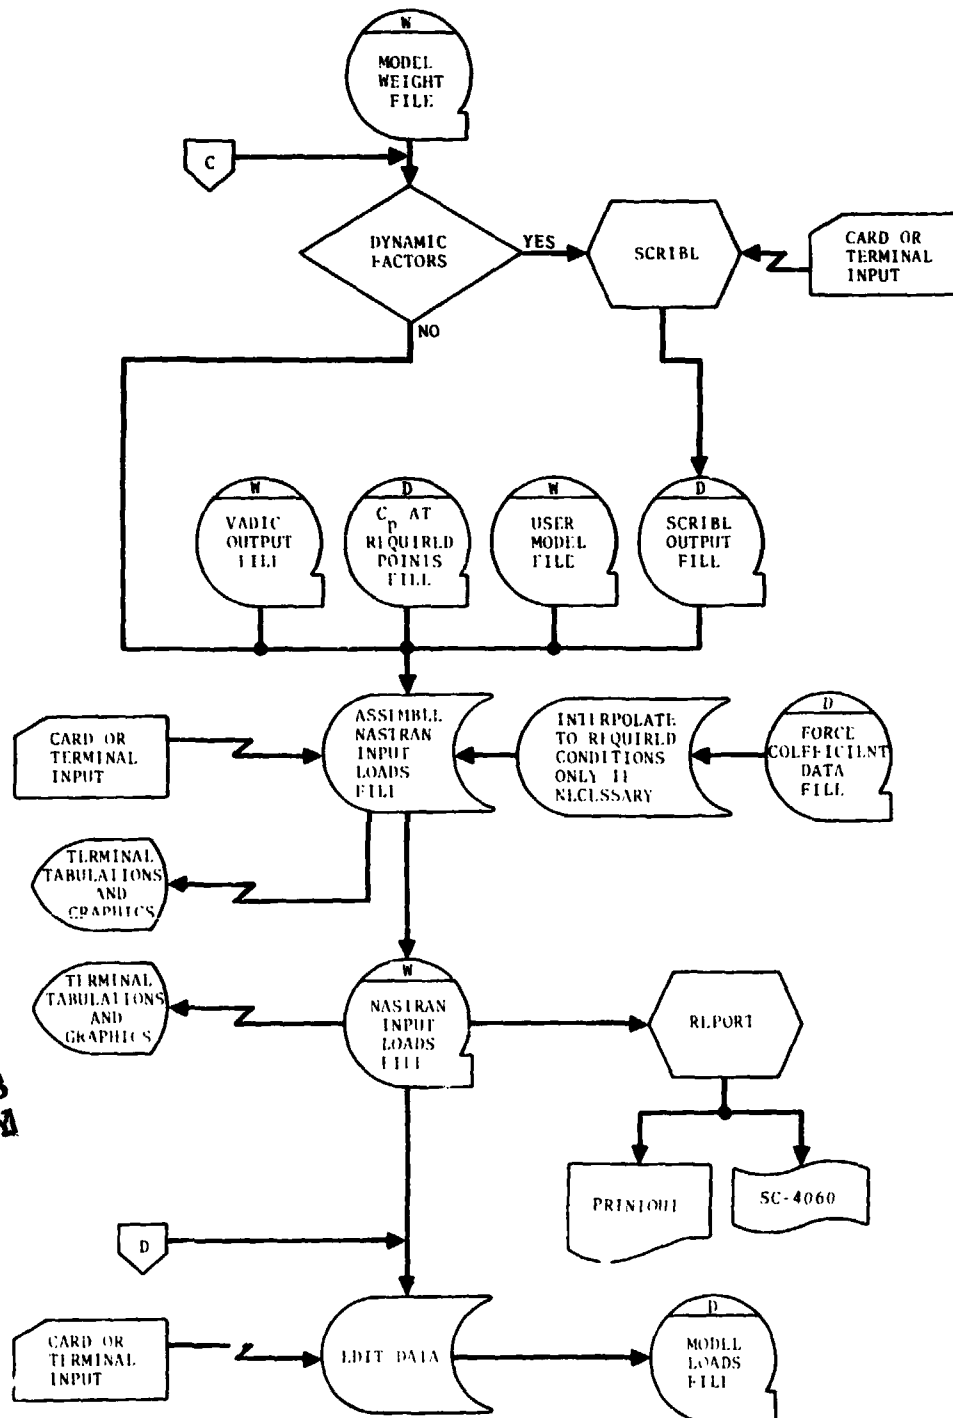 W
MODEL
WEIGHT
FILE
C
DYNAMIC
FACTORS
YES
SCRIBL
CARD OR
TERMINAL
INPUT
NO
W
VADIC
OUTPUT
FILE
D
Cp AT
REQUIRED
POINTS
FILE
W
USER
MODEL
FILE
D
SCRIBL
OUTPUT
FILE
CARD OR
TERMINAL
INPUT
ASSEMBLE
NASTRAN
INPUT
LOADS
FILE
INTERPOLATE
TO REQUIRED
CONDITIONS
ONLY IF
NECESSARY
D
FORCE
COEFFICIENT
DATA
FILE
TERMINAL
TABULATIONS
AND
GRAPHICS
TERMINAL
TABULATIONS
AND
GRAPHICS
W
NASTRAN
INPUT
LOADS
FILE
REPORT
PRINTOUT
SC-4060
D
CARD OR
TERMINAL
INPUT
EDIT DATA
D
MODEL
LOADS
FILE